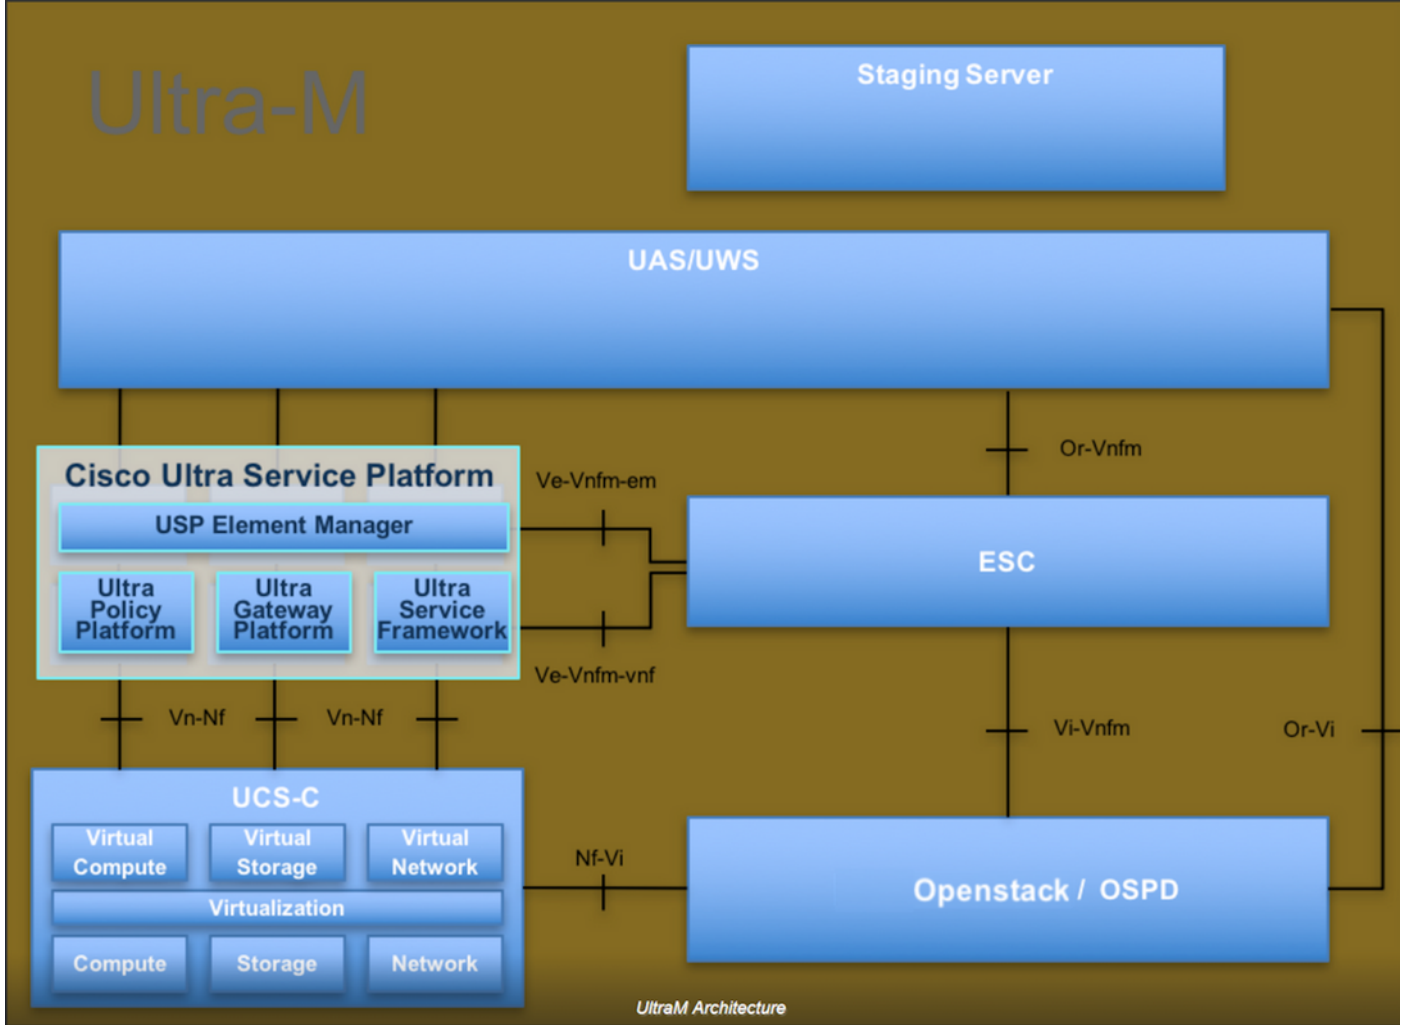 Ultra-M
Staging Server
UAS/UWS
Or-Vnfm
Cisco Ultra Service Platform
USP Element Manager
Ve-Vnfm-em
Ultra
Policy
Platform
Ultra
Gateway
Platform
Ultra
Service
Framework
Ve-Vnfm-vnf
ESC
Vn-Nf
Vn-Nf
Vi-Vnfm
Or-Vi
UCS-C
Virtual
Compute
Virtual
Storage
Virtual
Network
Virtualization
Compute
Storage
Network
Nf-Vi
Openstack / OSPD
UltraM Architecture